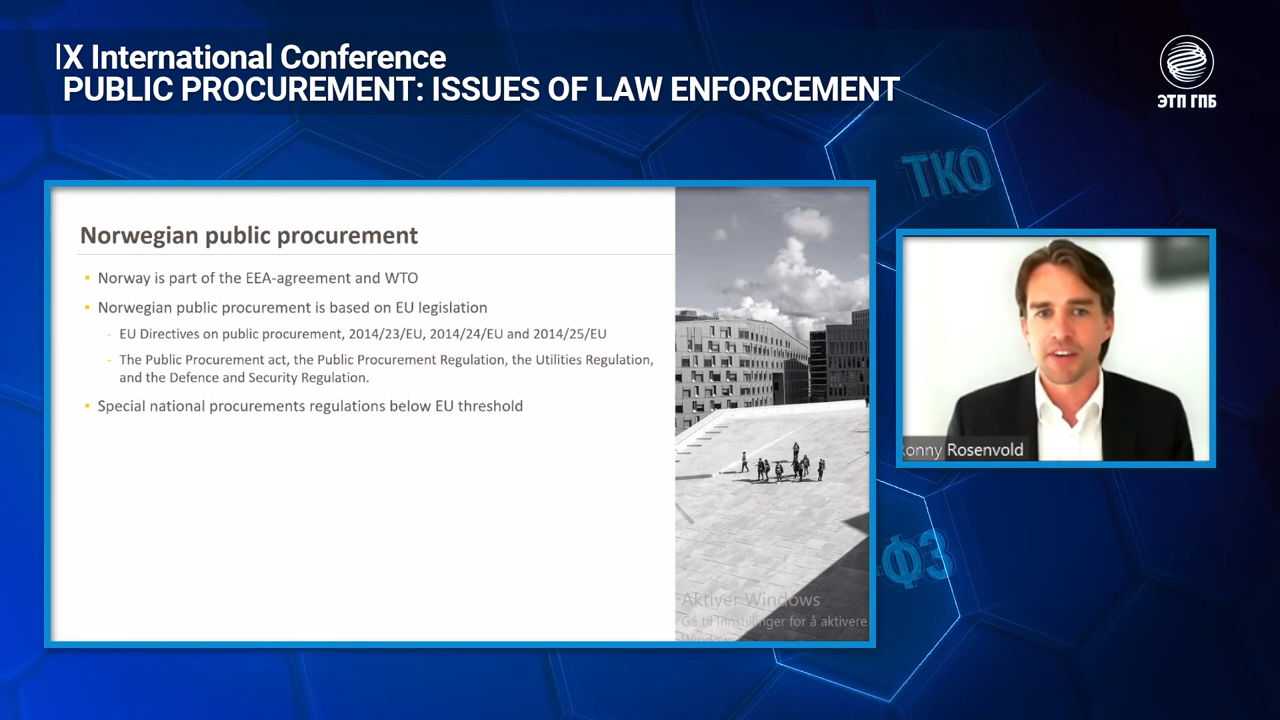 IX International Conference
PUBLIC PROCUREMENT: ISSUES OF LAW ENFORCEMENT
ЭТП ГПБ
ТКО
Norwegian public procurement
Norway is part of the EEA-agreement and WTO
Norwegian public procurement is based on EU legislation
- EU Directives on public procurement, 2014/23/EU, 2014/24/EU and 2014/25/EU
- The Public Procurement act, the Public Procurement Regulation, the Utilities Regulation,
and the Defence and Security Regulation.
Special national procurements regulations below EU threshold
onny Rosenvold
ФЗ
Aktiver Windows
Gå til Innstillinger for å aktivere
Windows